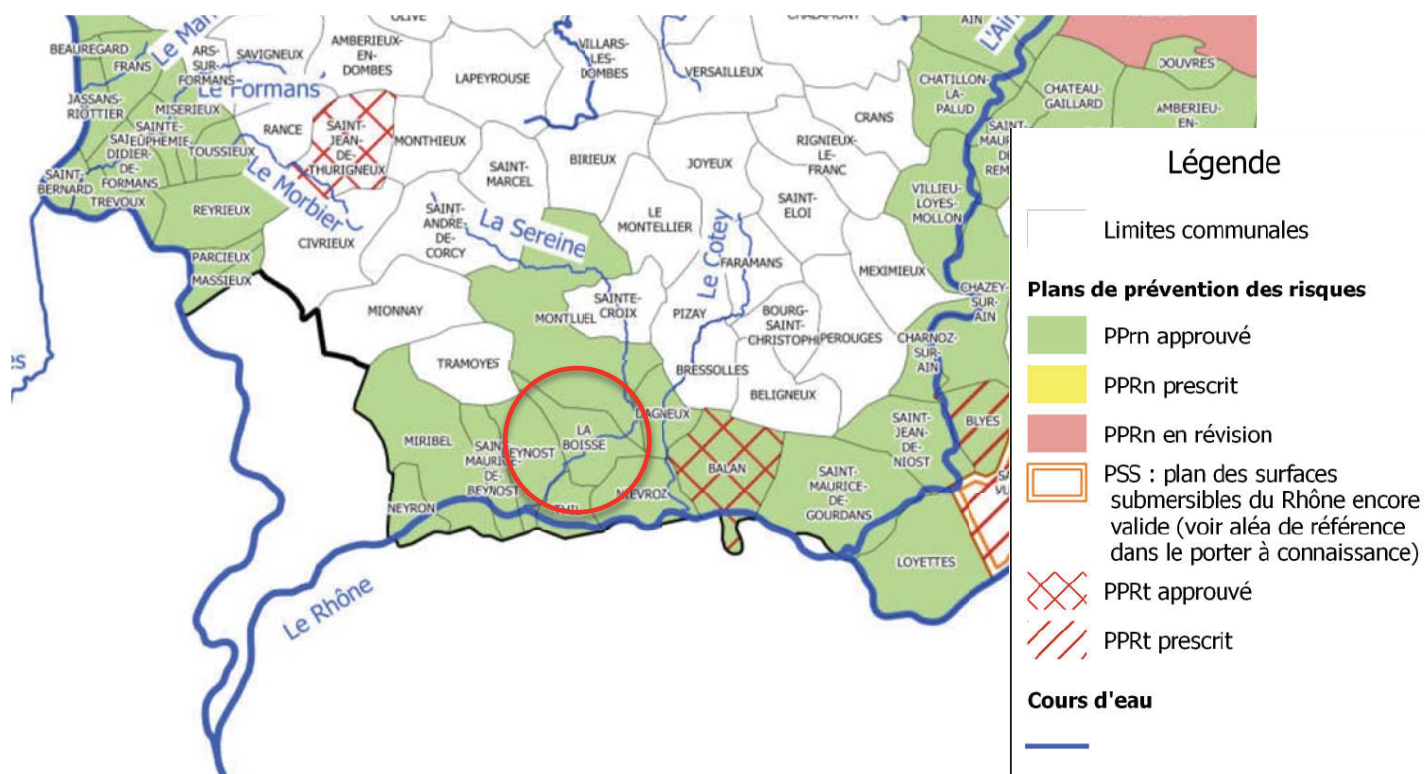 OLIVE
CHALAMONT
AIN
L'Ain
BEAUREGARD
FRANS
ARS-
SUR-
FORMANS
SAVIGNEUX
AMBERIEUX-
EN-
DOMBES
LAPEYROUSE
VILLARS-
LES-
DOMBES
VERSAILLEUX
CHATILLON-
LA-
PALUD
CHATEAU-
GAILLARD
DOUVRES
AMBERIEU-
EN-
JASSANS-
RIOTTIER
Le Formans
MISERIEUX
SAINTE-
EUPHEMIE
DIDIER-
DE-
FORMANS
TOUSSIEUX
RANCE
SAINT-
JEAN-
DE-
THURIGNEUX
MONTHIEUX
SAINT-
MARCEL
BIRIEUX
JOYEUX
RIGNIEUX-
LE-
FRANC
CRANS
SAINT-
BERNARD
TREVOUX
REYRIEUX
Le Morbier
CIVRIEUX
SAINT-
ANDRE-
DE-
CORCY
La Sereine
LE
MONTELLIER
SAINT-
ELOI
VILLIEU-
LOYES-
MOLLON
Le Cotey
FARAMANS
MEXIMIEUX
PARCIEUX
MASSIEUX
MIONNAY
MONTLUEL
SAINTE-
CROIX
PIZAY
BOURG-
SAINT-
CHRISTOPHE
PEROUGES
CHAZEY-
SUR-
AIN
CHARNOZ-
SUR-
AIN
TRAMOYES
BRESSOLLES
BELIGNEUX
DAGNEUX
MIRIBEL
SAINT-
MAURICE-
DE-
BEYNOST
BEYNOST
LA
BOISSE
BALAN
SAINT-
JEAN-
DE-
NIOST
BLYES
NEYRON
THIL
NIEVROZ
SAINT-
MAURICE-
DE-
GOURDANS
LOYETTES
Le Rhône
Légende
Limites communales
Plans de prévention des risques
PPrn approuvé
PPRn prescrit
PPRn en révision
PSS : plan des surfaces
submersibles du Rhône encore
valide (voir aléa de référence
dans le porter à connaissance)
PPRt approuvé
PPRt prescrit
Cours d'eau